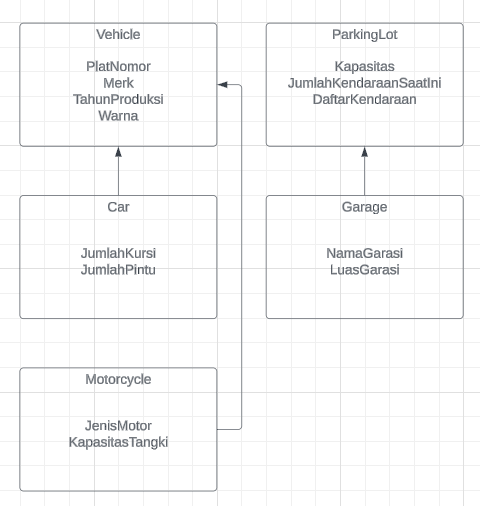 Vehicle
PlatNomor
Merk
TahunProduksi
Warna
ParkingLot
Kapasitas
JumlahKendaraanSaatIni
DaftarKendaraan
Car
JumlahKursi
JumlahPintu
Garage
NamaGarasi
LuasGarasi
Motorcycle
JenisMotor
KapasitasTangki